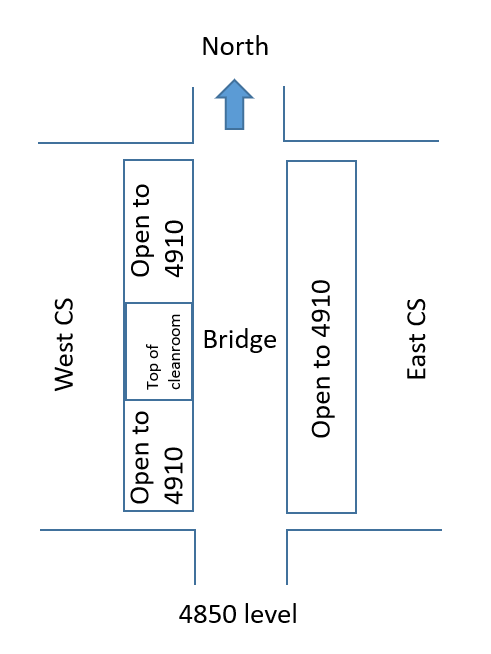 North
Open to
4910
West CS
Top of
cleanroom
Bridge
Open to 4910
East CS
Open to
4910
4850 level